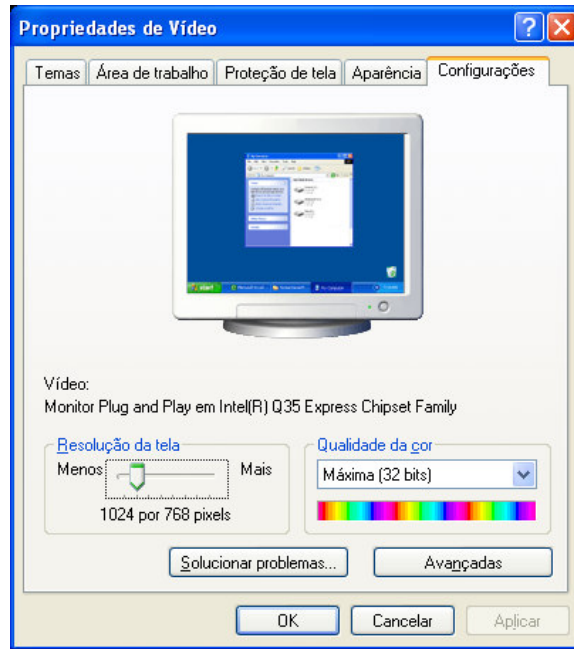 Propriedades de Vídeo
Temas Área de trabalho Proteção de tela Aparência Configurações
start
Vídeo:
Monitor Plug and Play em Intel(R) Q35 Express Chipset Family
Resolução da tela
Menos Mais
1024 por 768 pixels
Qualidade da cor
Máxima (32 bits)
Solucionar problemas... Avançadas
OK Cancelar Aplicar